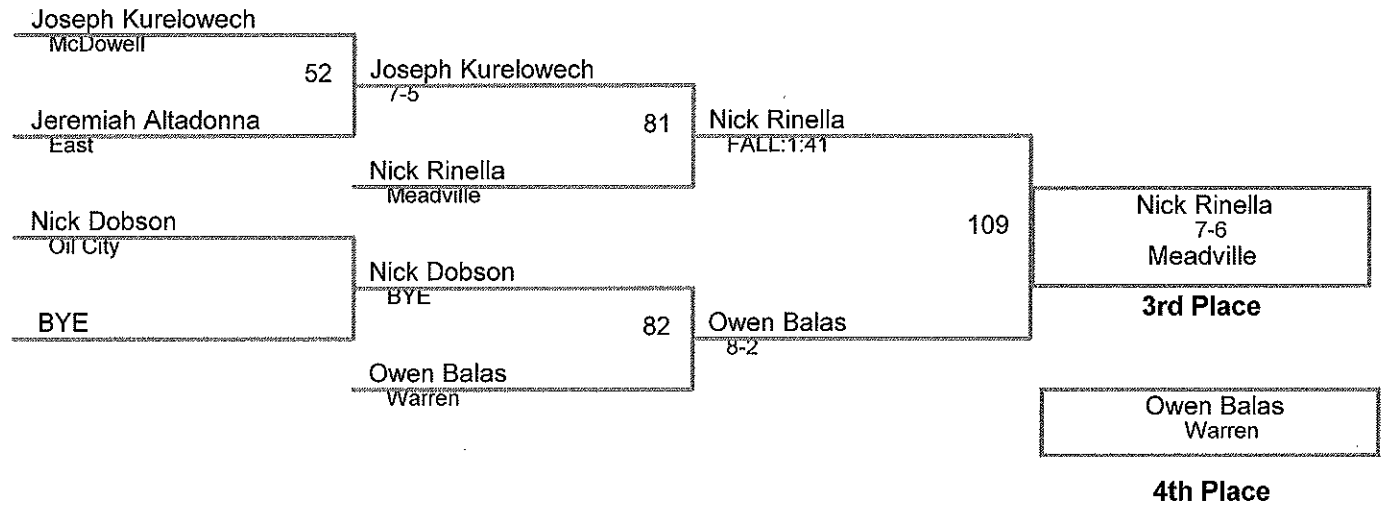 Joseph Kurelowech
McDowell
52
Joseph Kurelowech
7-5
Jeremiah Altadonna
East
81
Nick Rinella
FALL:1:41
Nick Rinella
Meadville
Nick Dobson
Oil City
109
Nick Rinella
7-6
Meadville
3rd Place
Nick Dobson
BYE
BYE
82
Owen Balas
8-2
Owen Balas
Warren
Owen Balas
Warren
4th Place